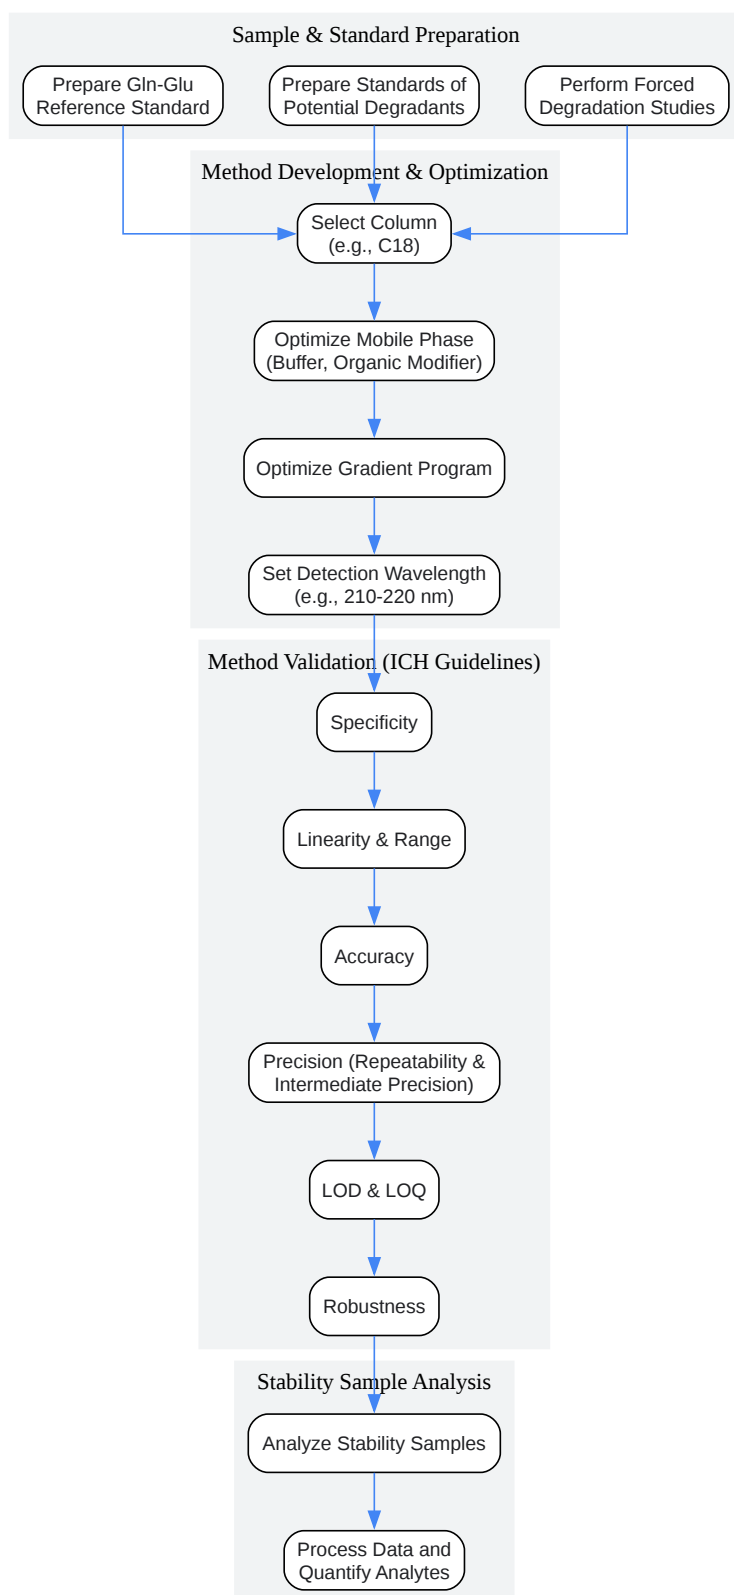 Sample & Standard Preparation
Prepare Gln-Glu
Reference Standard
Prepare Standards of
Potential Degradants
Perform Forced
Degradation Studies
Method Development & Optimization
Select Column
(e.g., C18)
Optimize Mobile Phase
(Buffer, Organic Modifier)
Optimize Gradient Program
Set Detection Wavelength
(e.g., 210-220 nm)
Method Validation (ICH Guidelines)
Specificity
Linearity & Range
Accuracy
Precision (Repeatability &
Intermediate Precision)
LOD & LOQ
Robustness
Stability Sample Analysis
Analyze Stability Samples
Process Data and
Quantify Analytes